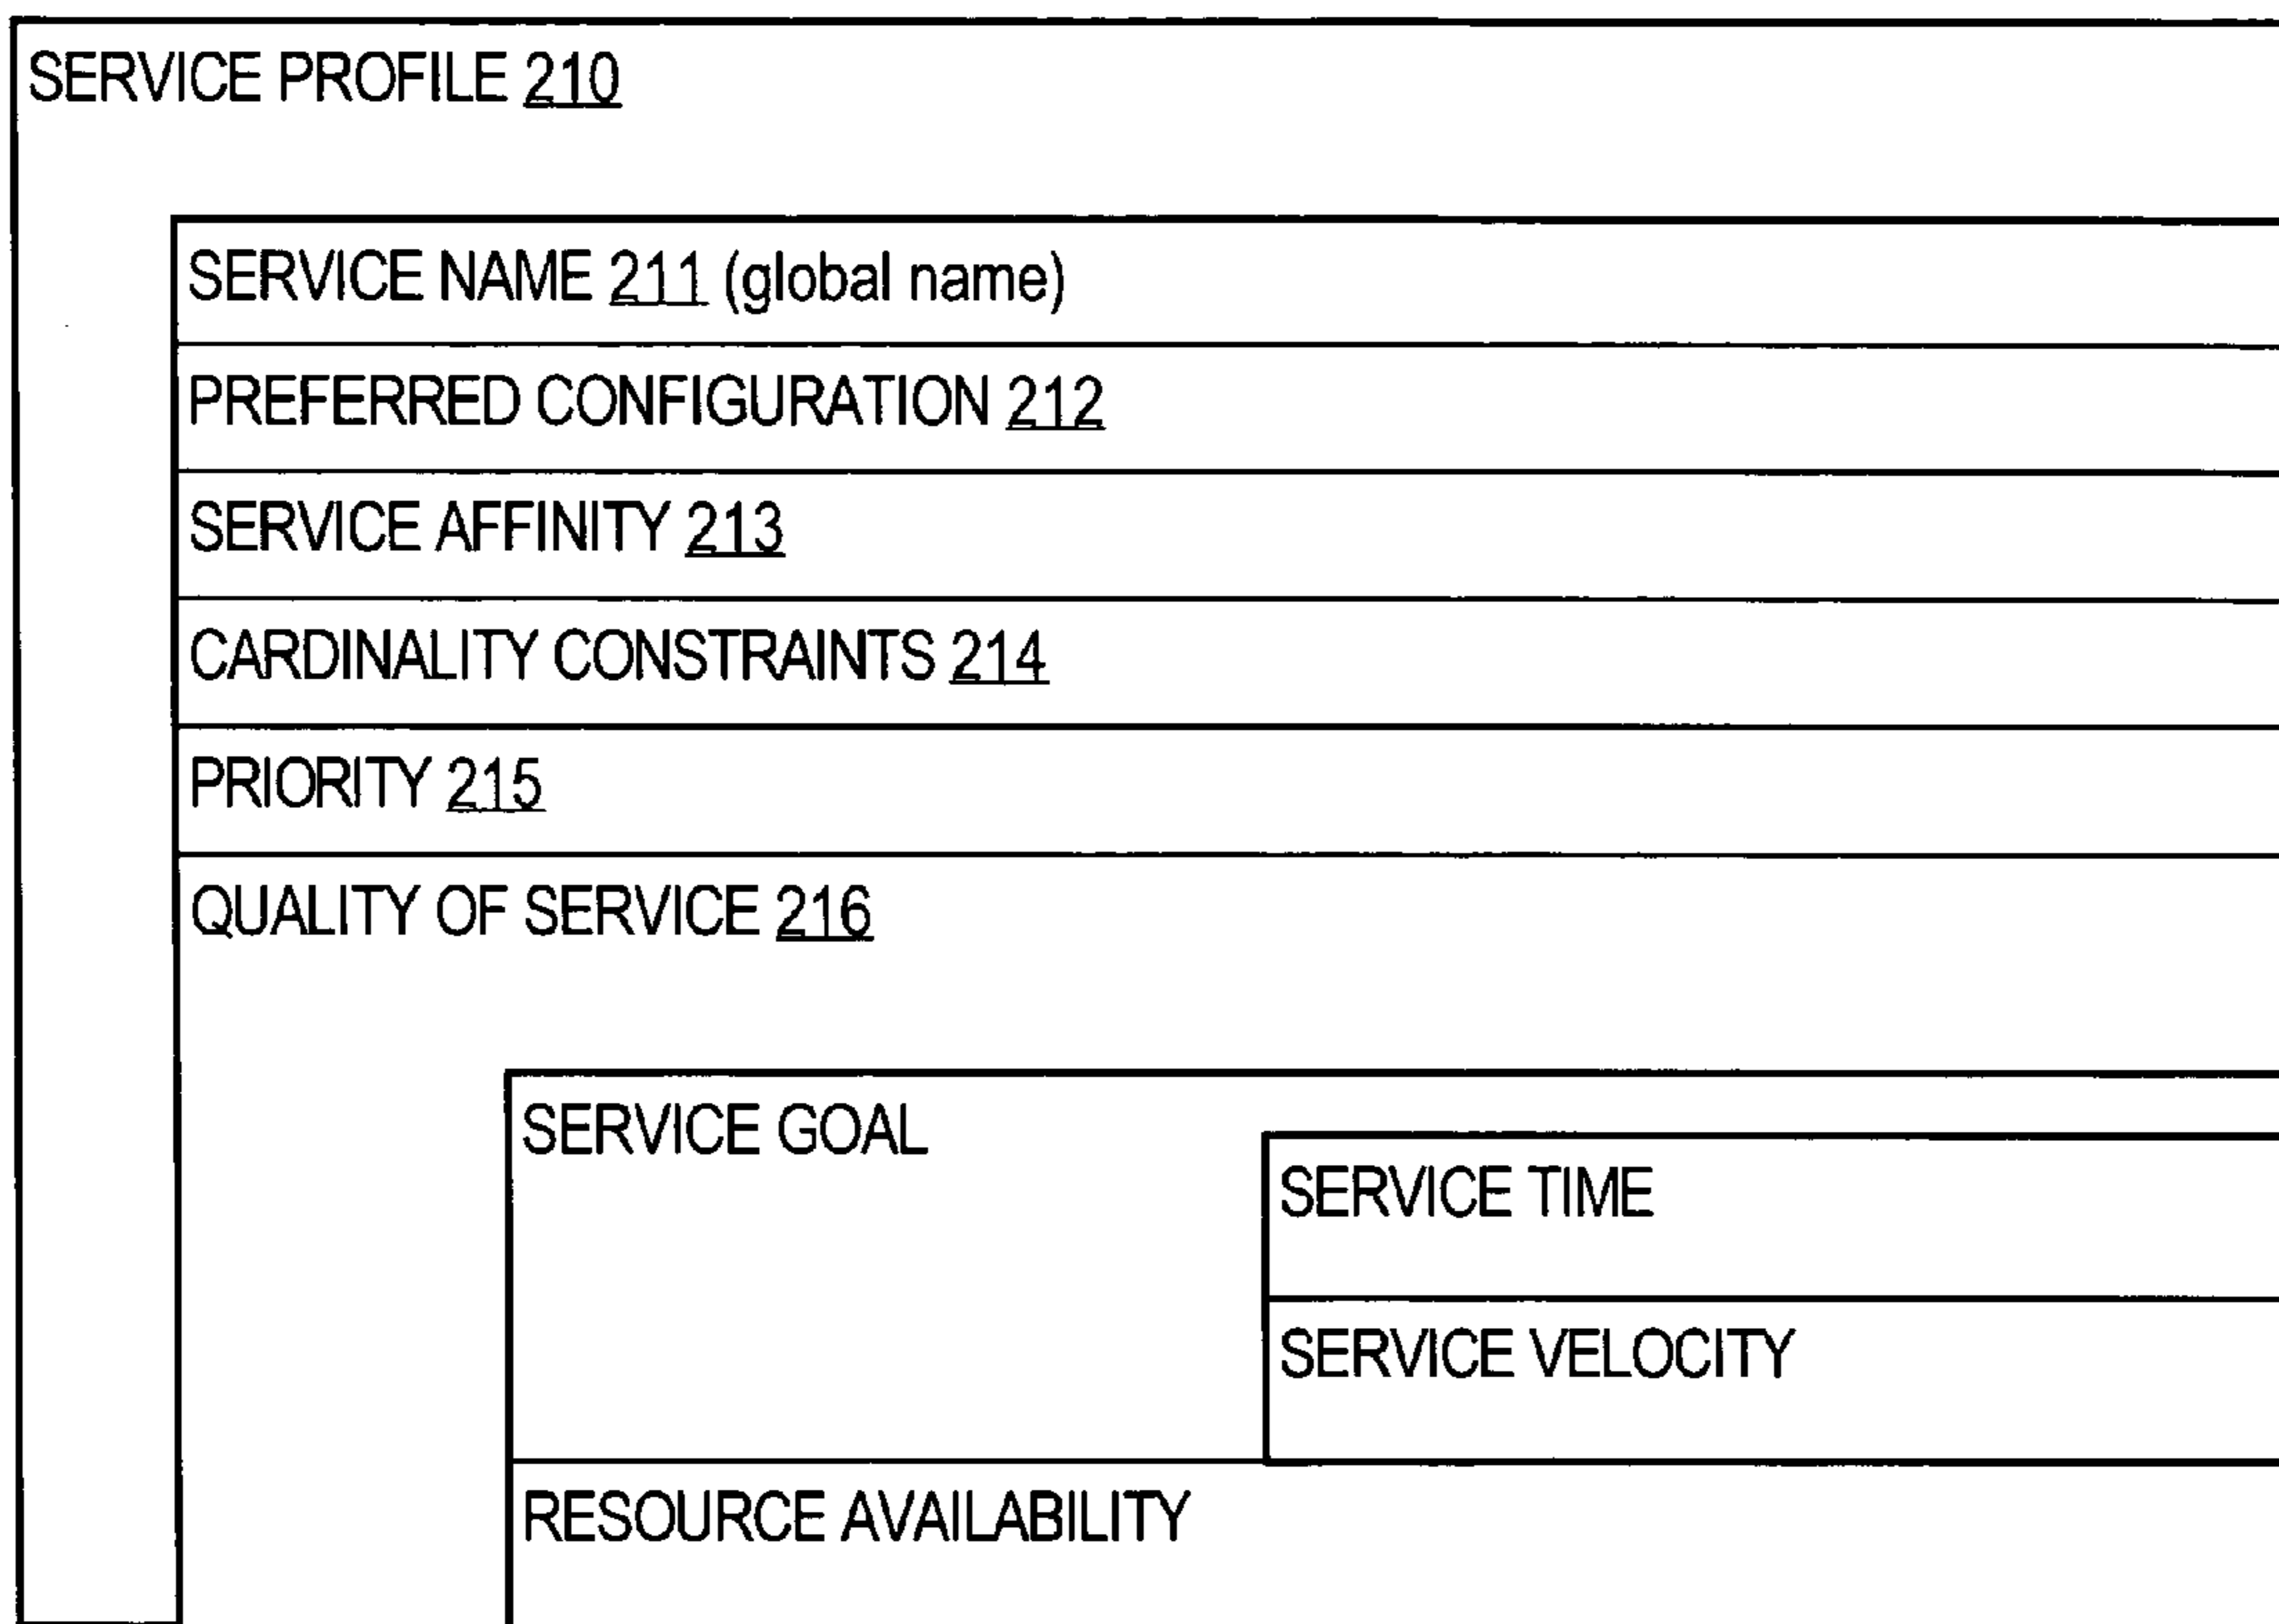 SERVICE PROFILE 210
SERVICE NAME 211 (global name)
PREFERRED CONFIGURATION 212
SERVICE AFFINITY 213
CARDINALITY CONSTRAINTS 214
PRIORITY 215
QUALITY OF SERVICE 216
SERVICE GOAL
SERVICE TIME
SERVICE VELOCITY
RESOURCE AVAILABILITY